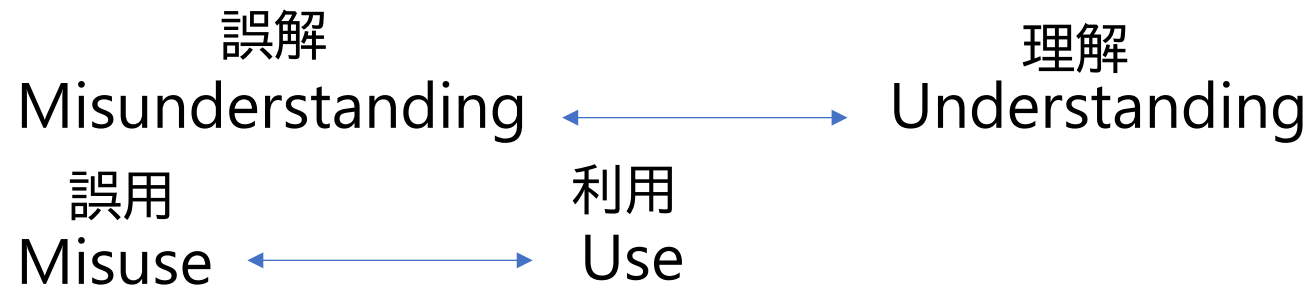 誤解 理解
Misunderstanding Understanding
誤用 利用
Misuse Use